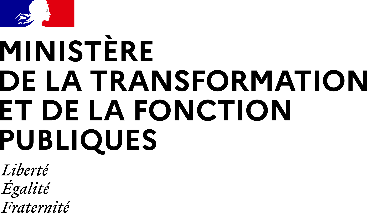 MINISTÈRE
DE LA TRANSFORMATION
ET DE LA FONCTION
PUBLIQUES
Liberté
Égalité
Fraternité